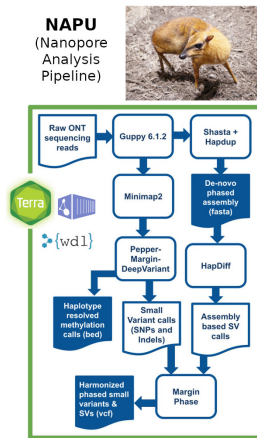 NAPU
(Nanopore
Analysis
Pipeline)
Raw ONT
sequencing
reads
Guppy 6.1.2
Shasta +
Hapdup
Minimap2
De-novo
phased
assembly
(fasta)
Terra
{wdl}
Pepper-
Margin-
DeepVariant
HapDiff
Haplotype
resolved
methylation
calls (bed)
Small
Variant calls
(SNPs and
Indels)
Assembly
based SV
calls
Harmonized
phased small
variants &
SVs (vcf)
Margin
Phase